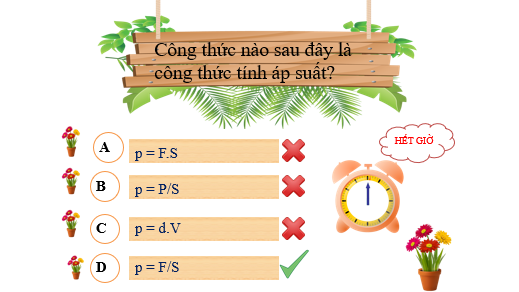 Công thức nào sau đây là
công thức tính áp suất?
HẾT GIỜ
A
p = F.S
B
p = P/S
C
p = d.V
D
p = F/S